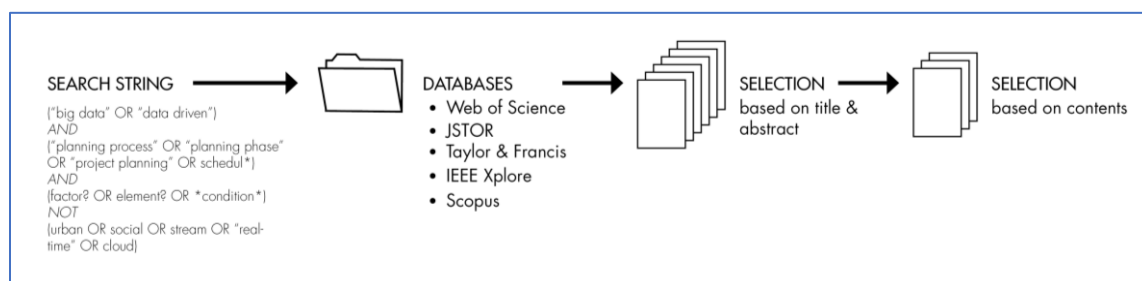 SEARCH STRING
("big data" OR "data driven")
AND
("planning process" OR "planning phase"
OR "project planning" OR schedul*)
AND
(factor? OR element? OR *condition*)
NOT
(urban OR social OR stream OR "real-
time" OR cloud)
DATABASES
• Web of Science
• JSTOR
• Taylor & Francis
• IEEE Xplore
• Scopus
SELECTION
based on title &
abstract
SELECTION
based on contents